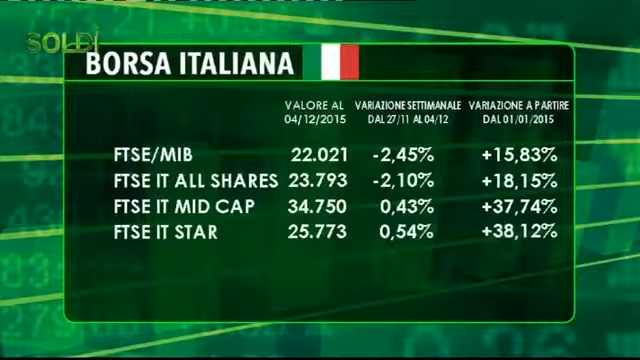 SOLDI
BORSA ITALIANA
VALORE AL 04/12/2015
VARIAZIONE SETTIMANALE DAL 27/11 AL 04/12
VARIAZIONE A PARTIRE DAL 01/01/2015
FTSE/MIB 22.021 -2,45% +15,83%
FTSE IT ALL SHARES 23.793 -2,10% +18,15%
FTSE IT MID CAP 34.750 0,43% +37,74%
FTSE IT STAR 25.773 0,54% +38,12%